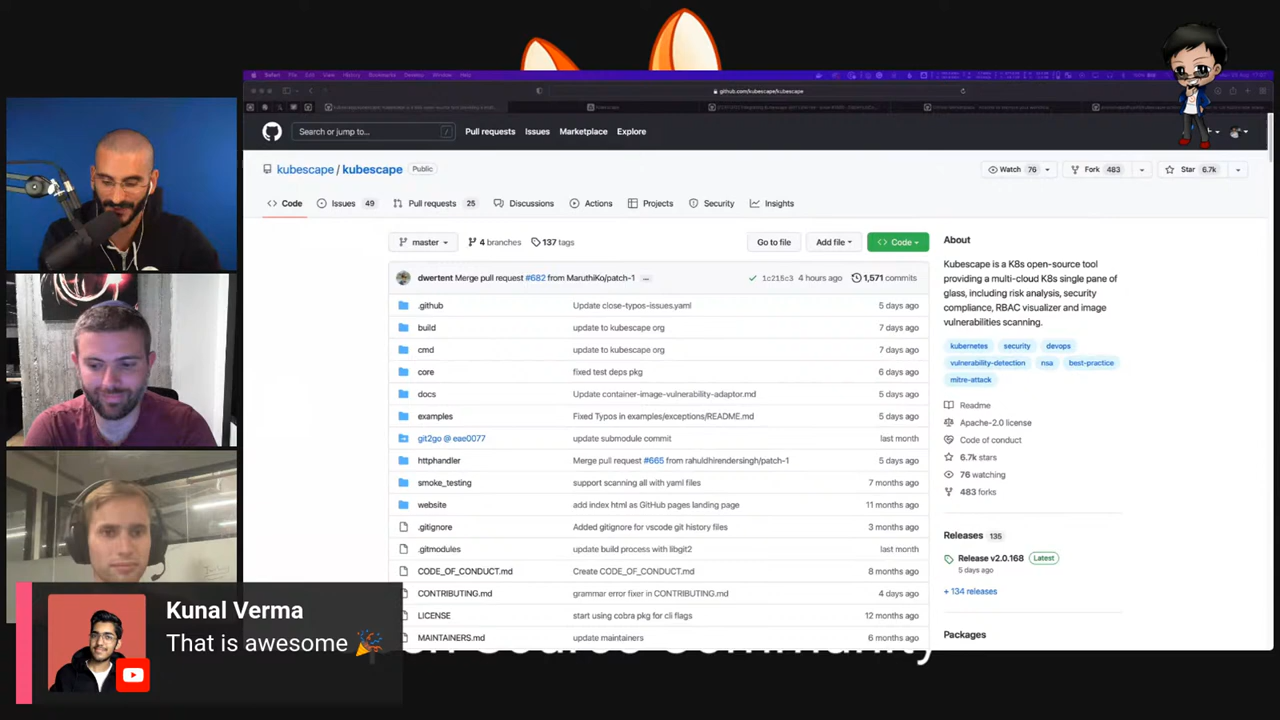 github.com/kubescape/kubescape
Search or jump to... /
Pull requests Issues Marketplace Explore
kubescape / kubescape Public
Watch 76 Fork 483 Star 6.7k
Code Issues 49 Pull requests 25 Discussions Actions Projects Security Insights
master 4 branches 137 tags Go to file Add file Code
dwertent Merge pull request #682 from MaruthiKo/patch-1 ... 1c215c3 4 hours ago 1,571 commits
.github Update close-typos-issues.yaml 5 days ago
build update to kubescape org 7 days ago
cmd update to kubescape org 7 days ago
core fixed test deps pkg 6 days ago
docs Update container-image-vulnerability-adaptor.md 5 days ago
examples Fixed Typos in examples/exceptions/README.md 5 days ago
git2go @ eae0077 update submodule commit last month
httphandler Merge pull request #665 from rahuldhirendersingh/patch-1 5 days ago
smoke_testing support scanning all with yaml files 7 months ago
website add index html as GitHub pages landing page 11 months ago
.gitignore Added gitignore for vscode git history files 3 months ago
.gitmodules update build process with libgit2 last month
CODE_OF_CONDUCT.md Create CODE_OF_CONDUCT.md 8 months ago
CONTRIBUTING.md grammar error fixer in CONTRIBUTING.md 4 days ago
LICENSE start using cobra pkg for cli flags 12 months ago
MAINTAINERS.md update maintainers 6 months ago
About
Kubescape is a K8s open-source tool
providing a multi-cloud K8s single pane of
glass, including risk analysis, security
compliance, RBAC visualizer and image
vulnerabilities scanning.
kubernetes security devops
vulnerability-detection nsa best-practice
mitre-attack
Readme
Apache-2.0 license
Code of conduct
6.7k stars
76 watching
483 forks
Releases 135
Release v2.0.168 Latest
5 days ago
+ 134 releases
Packages
Kunal Verma
That is awesome 🎉